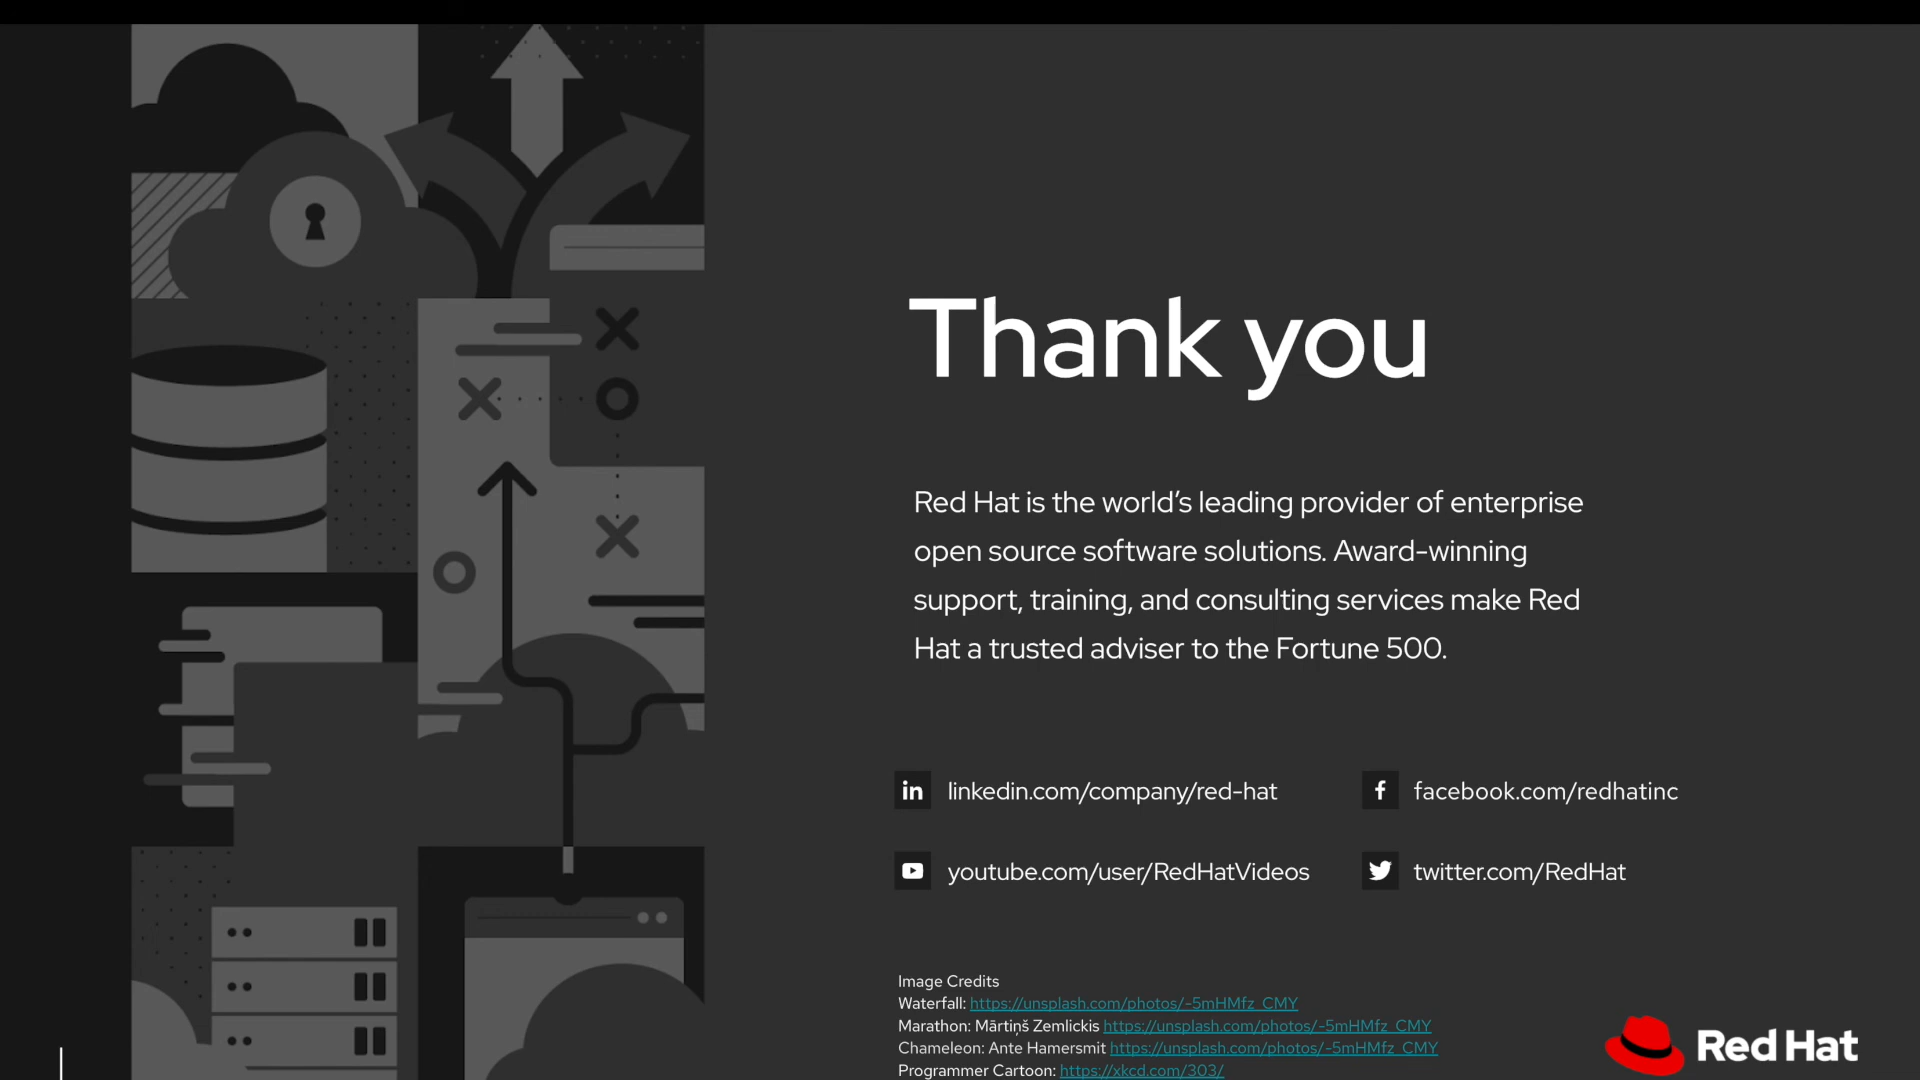 Thank you
Red Hat is the world’s leading provider of enterprise
open source software solutions. Award-winning
support, training, and consulting services make Red
Hat a trusted adviser to the Fortune 500.
in linkedin.com/company/red-hat
f facebook.com/redhatinc
youtube.com/user/RedHatVideos
twitter.com/RedHat
Image Credits
Waterfall: https://unsplash.com/photos/-5mHMfz_CMY
Marathon: Mārtiņš Zemlickis https://unsplash.com/photos/-5mHMfz_CMY
Chameleon: Ante Hamersmit https://unsplash.com/photos/-5mHMfz_CMY
Programmer Cartoon: https://xkcd.com/303/
Red Hat